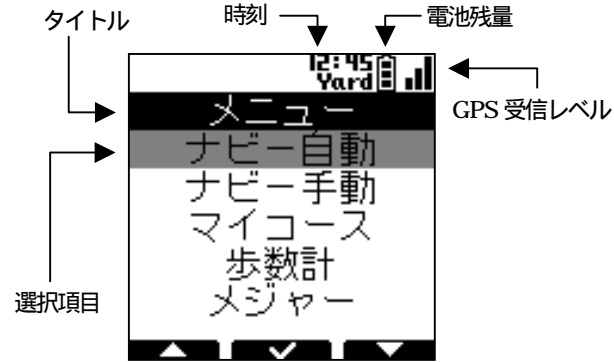 時刻 電池残量
タイトル
12:45
Yard
GPS 受信レベル
メニュー
ナビー自動
ナビー手動
マイコース
歩数計
メジャー
選択項目